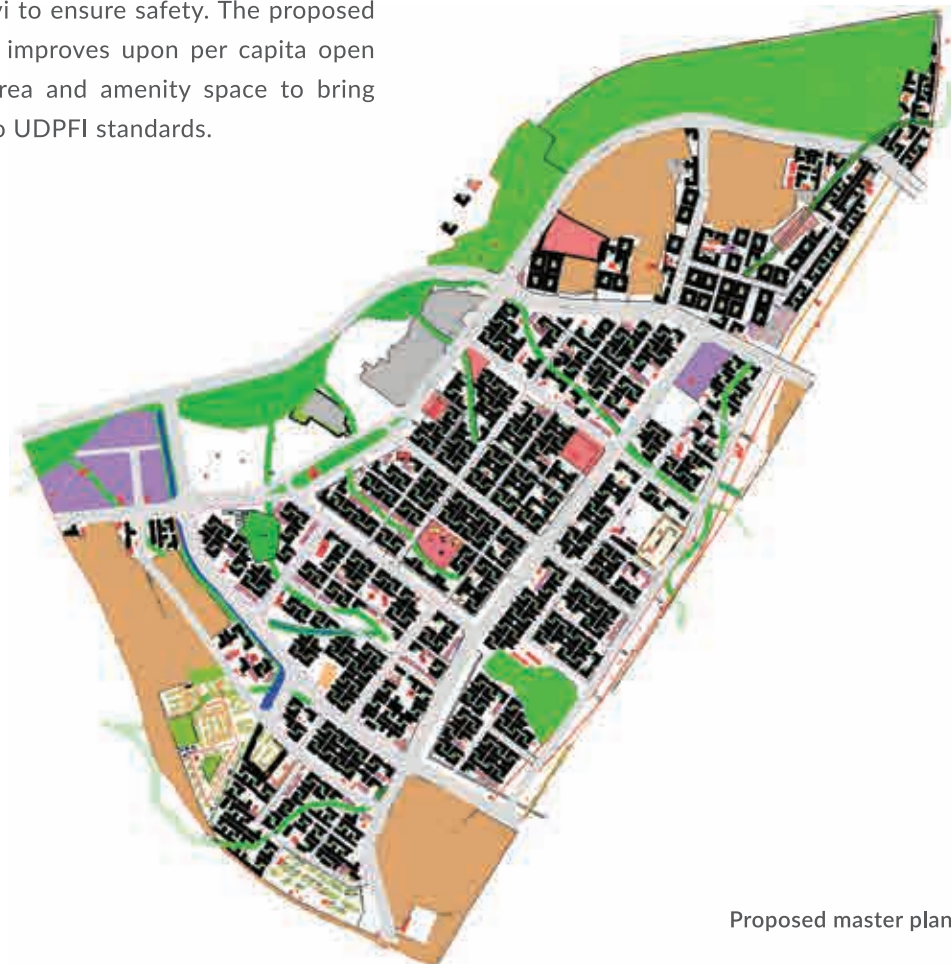 vi to ensure safety. The proposed
improves upon per capita open
rea and amenity space to bring
o UDPFI standards.
Proposed master plan